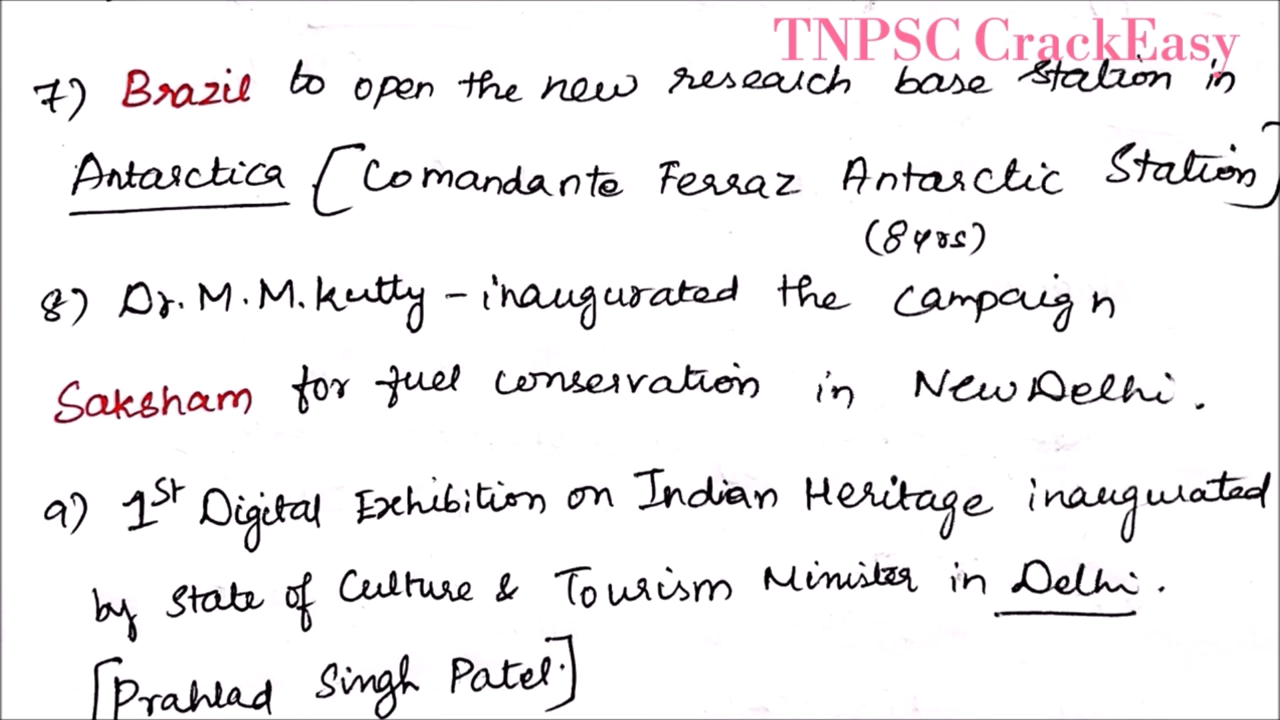 TNPSC CrackEasy
7) Brazil to open the new research base station in
Antarctica [Comandante Ferraz Antarctic Station]
(8 yrs)
8) Dr. M. M. Kutty - inaugurated the campaign
Saksham for fuel conservation in New Delhi.
9) 1st Digital Exhibition on Indian Heritage inaugurated
by State of Culture & Tourism Minister in Delhi.
[Prahlad Singh Patel.]